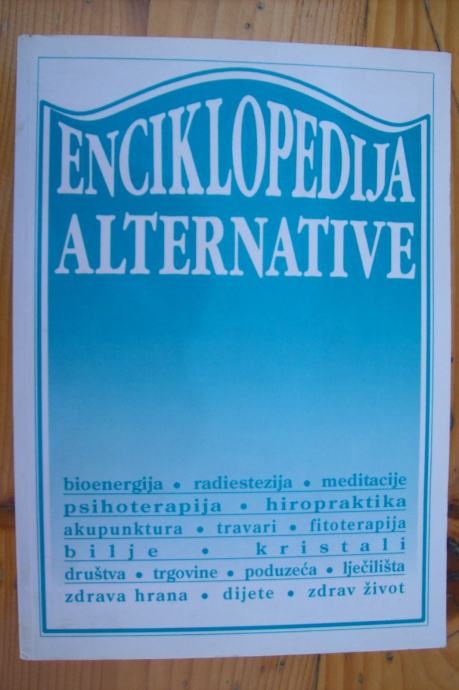 ENCIKLOPEDIJA
ALTERNATIVE
bioenergija • radiestezija • meditacije
psihoterapija • hiropraktika
akupunktura • travari • fitoterapija
bilje • kristali
društva • trgovine • poduzeća • lječilišta
zdrava hrana • dijete • zdrav život